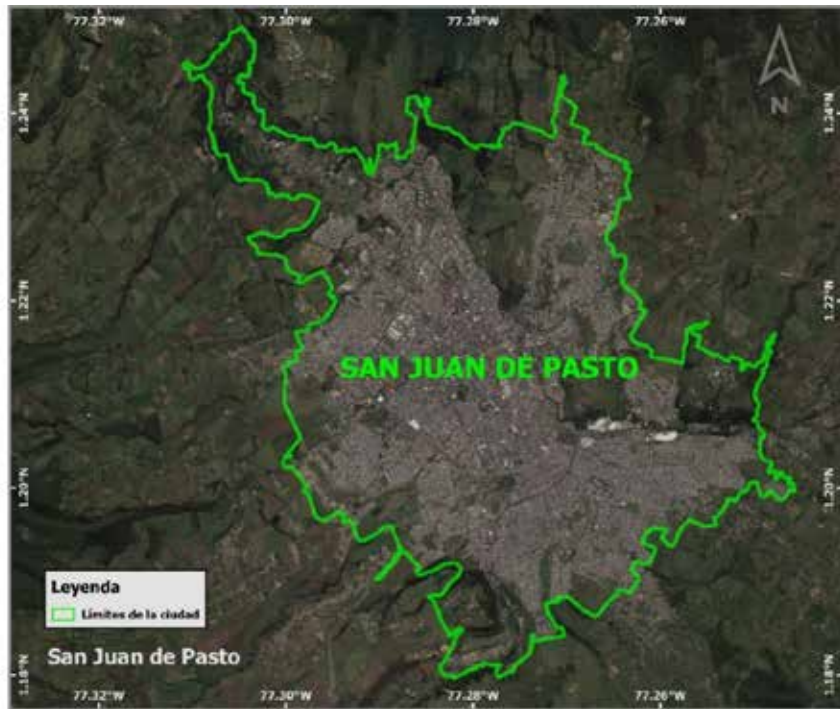 77.32°W 77.30°W 77.28°W 77.26°W
N
1.24°N 1.24°N
1.22°N 1.22°N
SAN JUAN DE PASTO
1.20°N 1.20°N
Leyenda
Límites de la ciudad
San Juan de Pasto
1.18°N 1.18°N
77.32°W 77.30°W 77.28°W 77.26°W